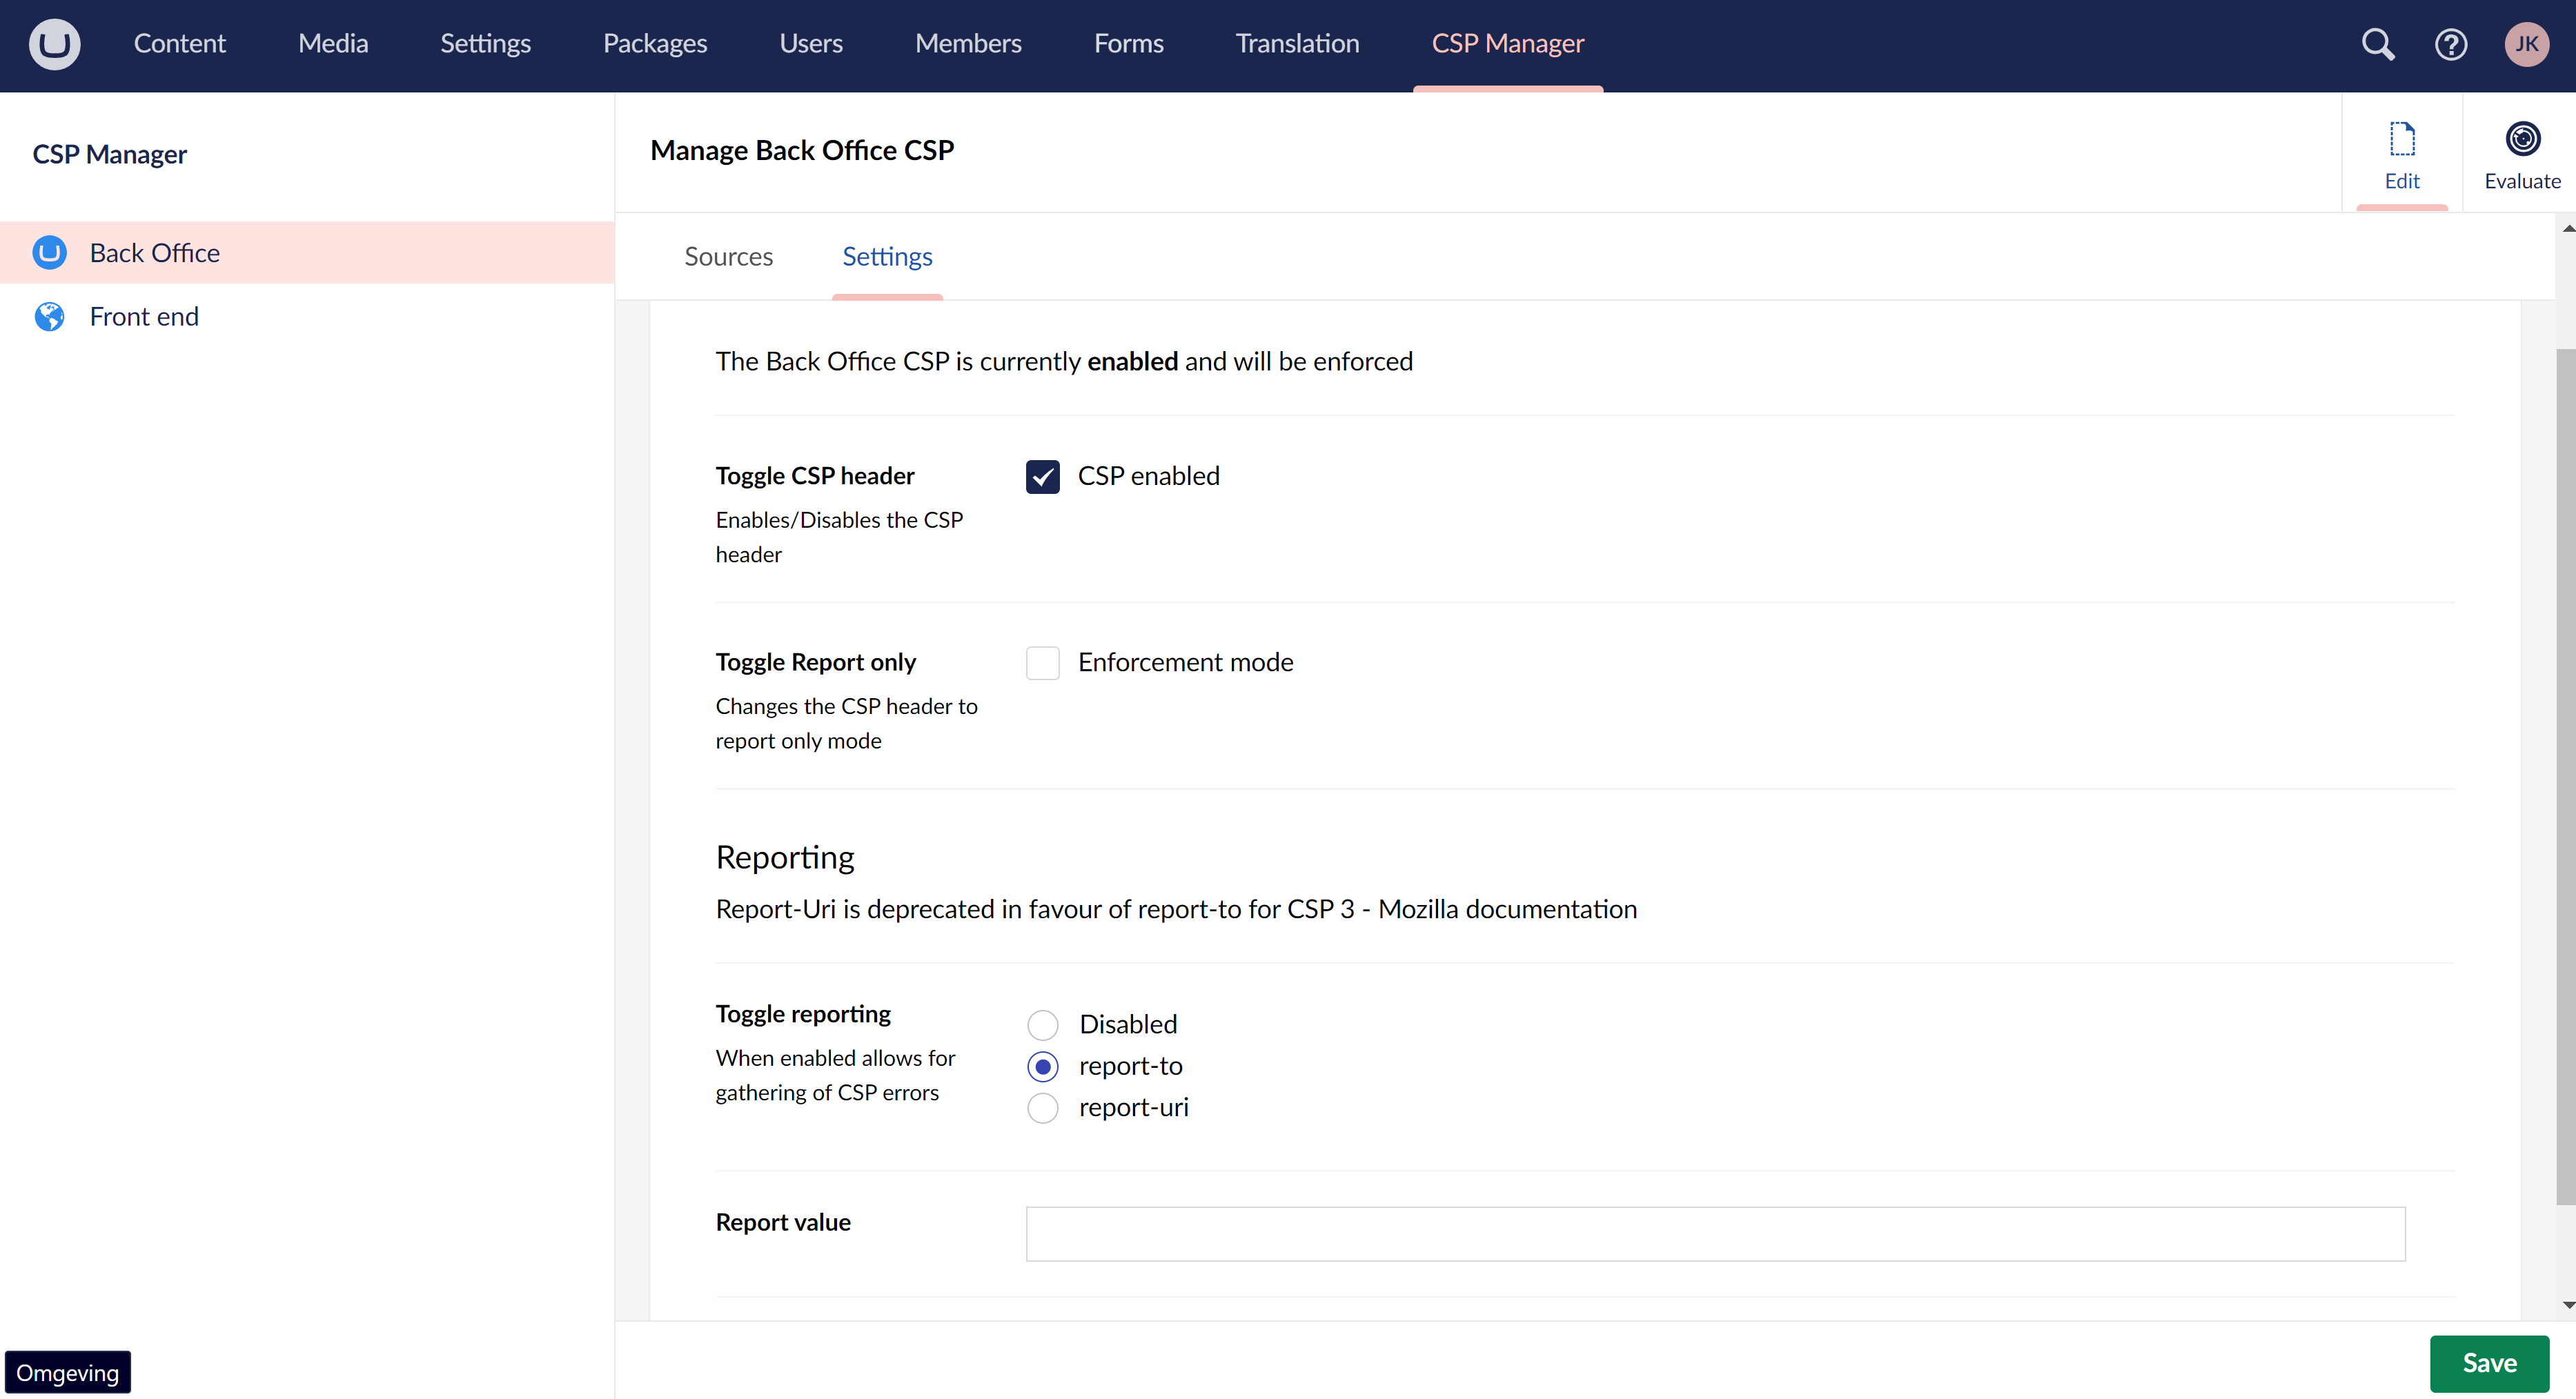 Content Media Settings Packages Users Members Forms Translation CSP Manager JK
CSP Manager
Back Office
Front end
Manage Back Office CSP
Edit
Evaluate
Sources Settings
The Back Office CSP is currently enabled and will be enforced
Toggle CSP header
Enables/Disables the CSP
header
CSP enabled
Toggle Report only
Changes the CSP header to
report only mode
Enforcement mode
Reporting
Report-Uri is deprecated in favour of report-to for CSP 3 - Mozilla documentation
Toggle reporting
When enabled allows for
gathering of CSP errors
Disabled
report-to
report-uri
Report value
Omgeving
Save